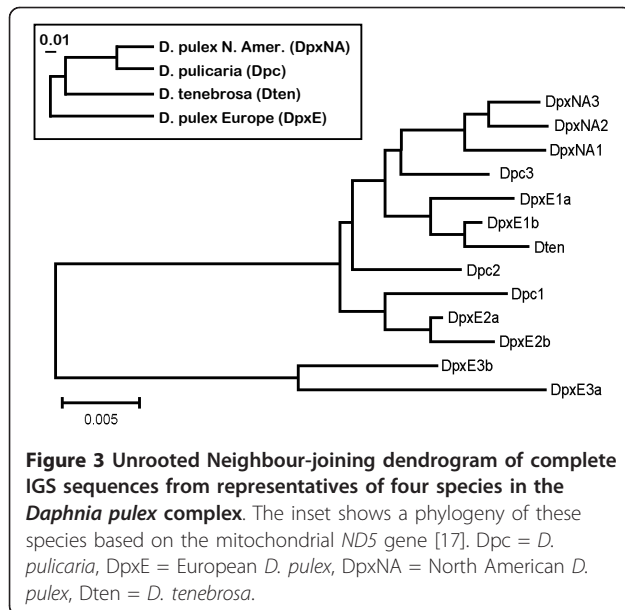 0.01
D. pulex N. Amer. (DpxNA)
D. pulicaria (Dpc)
D. tenebrosa (Dten)
D. pulex Europe (DpxE)
DpxNA3
DpxNA2
DpxNA1
Dpc3
DpxE1a
DpxE1b
Dten
Dpc2
Dpc1
DpxE2a
DpxE2b
DpxE3b
DpxE3a
0.005
Figure 3 Unrooted Neighbour-joining dendrogram of complete
IGS sequences from representatives of four species in the
Daphnia pulex complex. The inset shows a phylogeny of these
species based on the mitochondrial ND5 gene [17]. Dpc = D.
pulicaria, DpxE = European D. pulex, DpxNA = North American D.
pulex, Dten = D. tenebrosa.